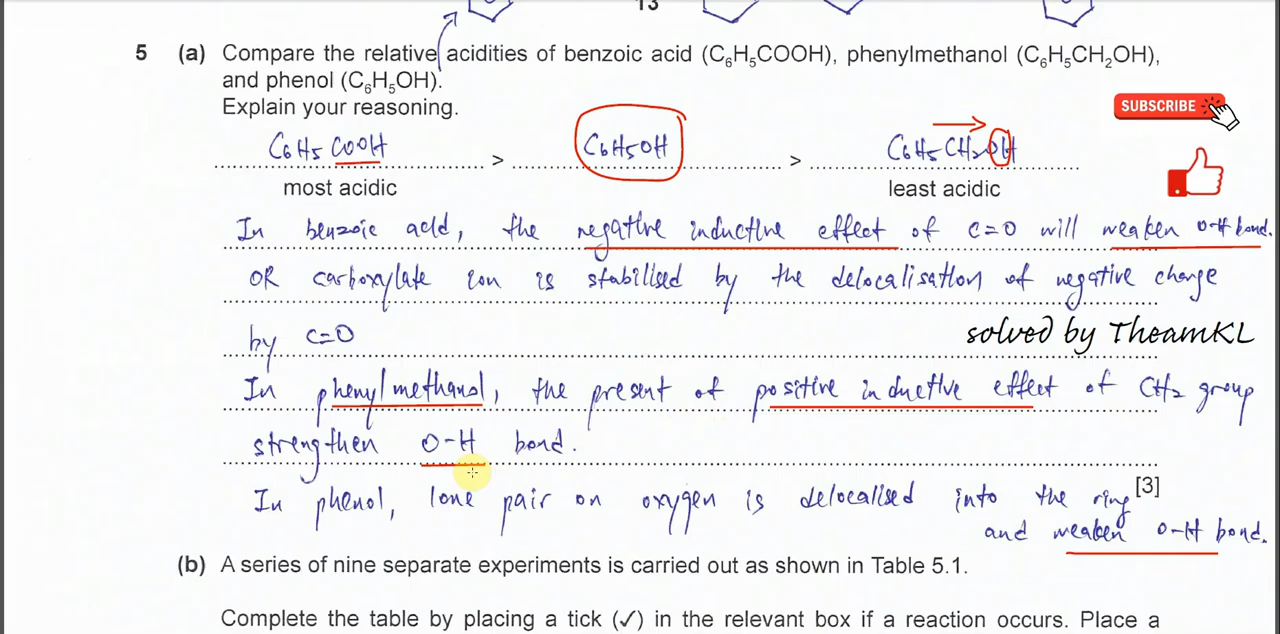 13
5 (a) Compare the relative acidities of benzoic acid (C₆H₅COOH), phenylmethanol (C₆H₅CH₂OH),
and phenol (C₆H₅OH).
Explain your reasoning.
SUBSCRIBE
C6H5 COOH > C6H5OH > C6H5 CH2OH
most acidic least acidic
In benzoic acid, the negative inductive effect of C=O will weaken O-H bond.
OR carboxylate ion is stabilised by the delocalisation of negative charge
by C=O
solved by TheamKL
In phenylmethanol, the present of positive inductive effect of CH2 group
strengthen O-H bond.
In phenol, lone pair on oxygen is delocalised into the ring [3]
and weaken O-H bond.
(b) A series of nine separate experiments is carried out as shown in Table 5.1.
Complete the table by placing a tick (✓) in the relevant box if a reaction occurs. Place a